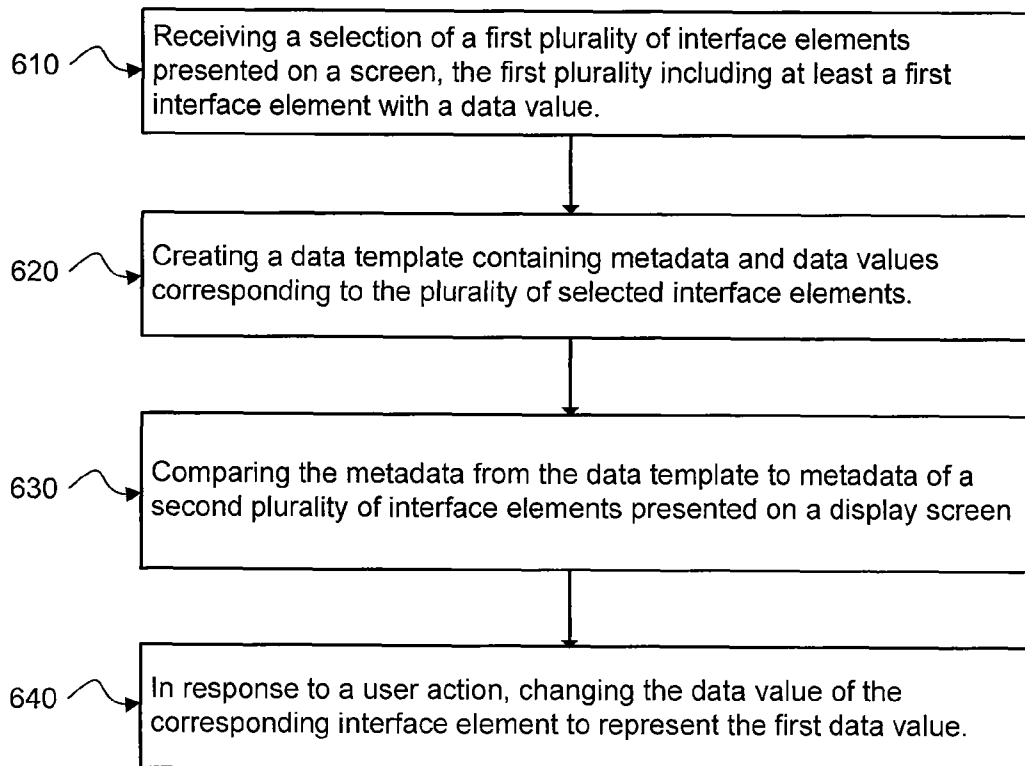 610
Receiving a selection of a first plurality of interface elements
presented on a screen, the first plurality including at least a first
interface element with a data value.
620
Creating a data template containing metadata and data values
corresponding to the plurality of selected interface elements.
630
Comparing the metadata from the data template to metadata of a
second plurality of interface elements presented on a display screen
640
In response to a user action, changing the data value of the
corresponding interface element to represent the first data value.